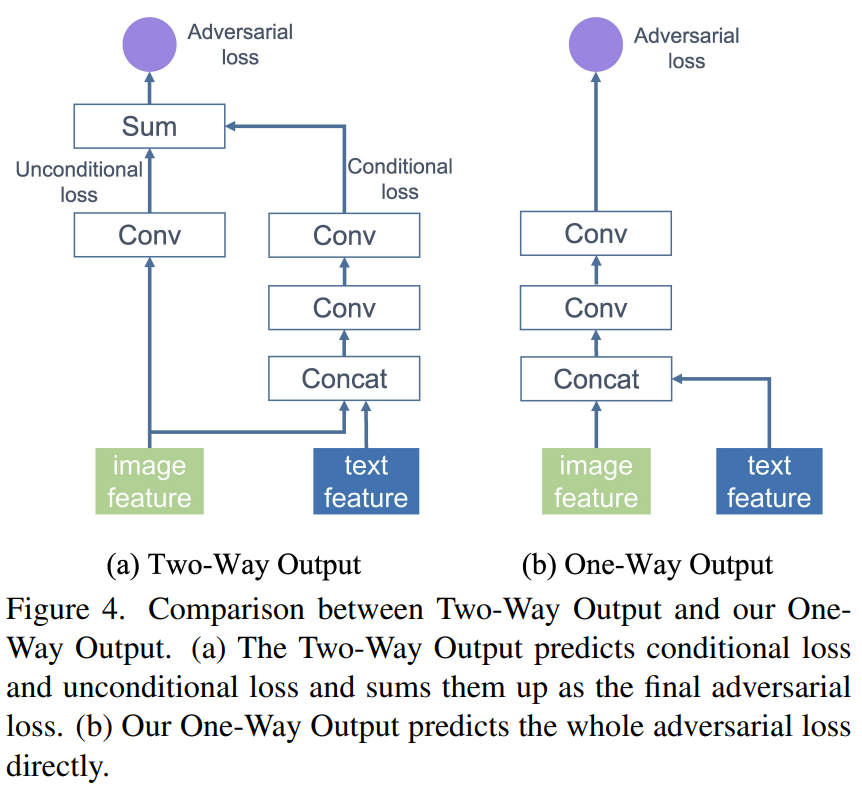 Adversarial
loss
Sum
Unconditional
loss
Conditional
loss
Conv
Conv
Conv
Concat
image
feature
text
feature
(a) Two-Way Output
Adversarial
loss
Conv
Conv
Concat
image
feature
text
feature
(b) One-Way Output
Figure 4. Comparison between Two-Way Output and our One-
Way Output. (a) The Two-Way Output predicts conditional loss
and unconditional loss and sums them up as the final adversarial
loss. (b) Our One-Way Output predicts the whole adversarial loss
directly.